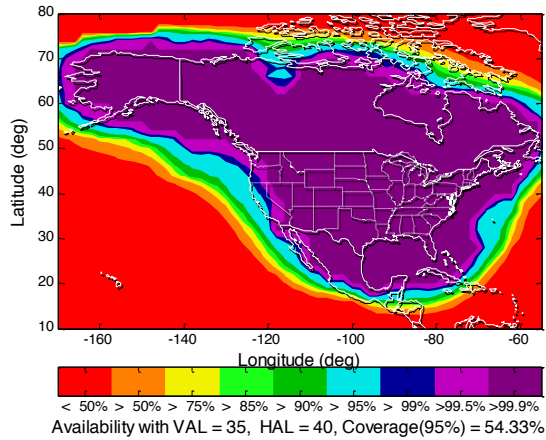 80
70
60
50
40
30
20
10
Latitude (deg)
-160 -140 -120 -100 -80 -60
Longitude (deg)
< 50% > 50% > 75% > 85% > 90% > 95% > 99% >99.5% >99.9%
Availability with VAL = 35, HAL = 40, Coverage(95%) = 54.33%